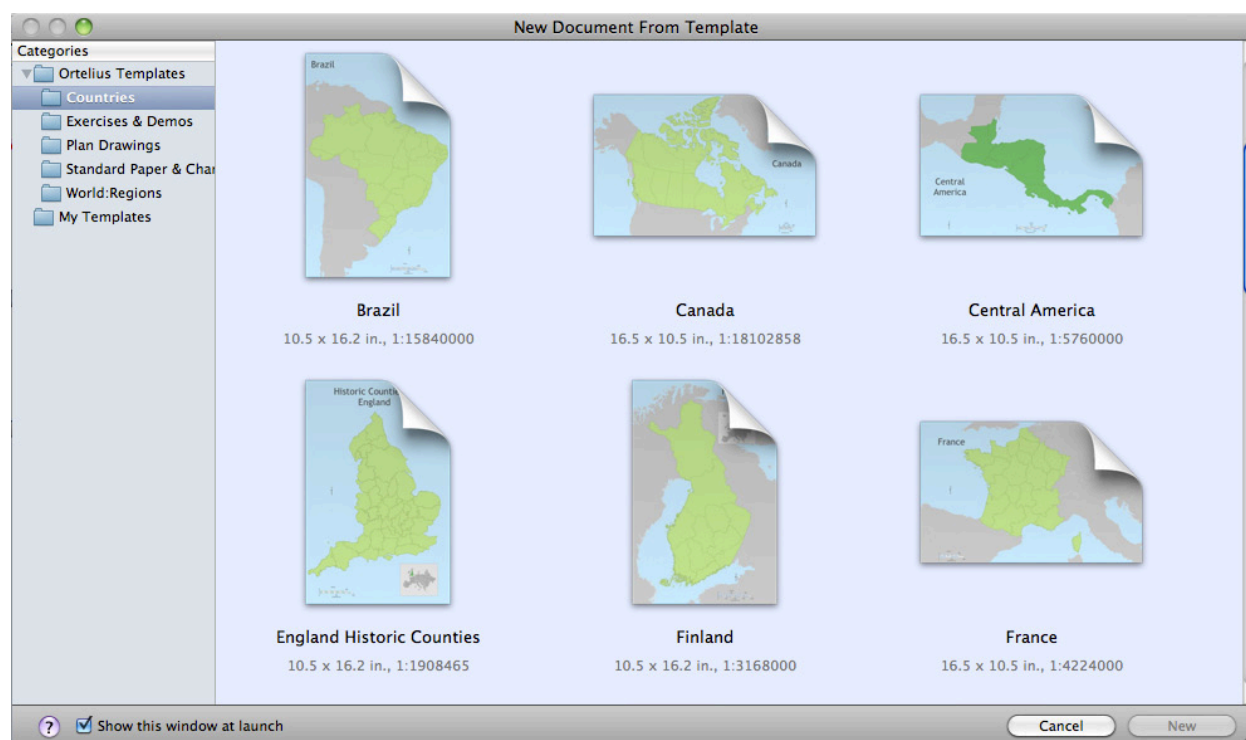 New Document From Template
Categories
Ortelius Templates
Countries
Exercises & Demos
Plan Drawings
Standard Paper & Char
World:Regions
My Templates
Brazil
Brazil
10.5 x 16.2 in., 1:15840000
Canada
Canada
16.5 x 10.5 in., 1:18102858
Central
America
Central America
16.5 x 10.5 in., 1:5760000
Historic Counti
England
England Historic Counties
10.5 x 16.2 in., 1:1908465
Finland
10.5 x 16.2 in., 1:3168000
France
France
16.5 x 10.5 in., 1:4224000
?
Show this window at launch
Cancel
New